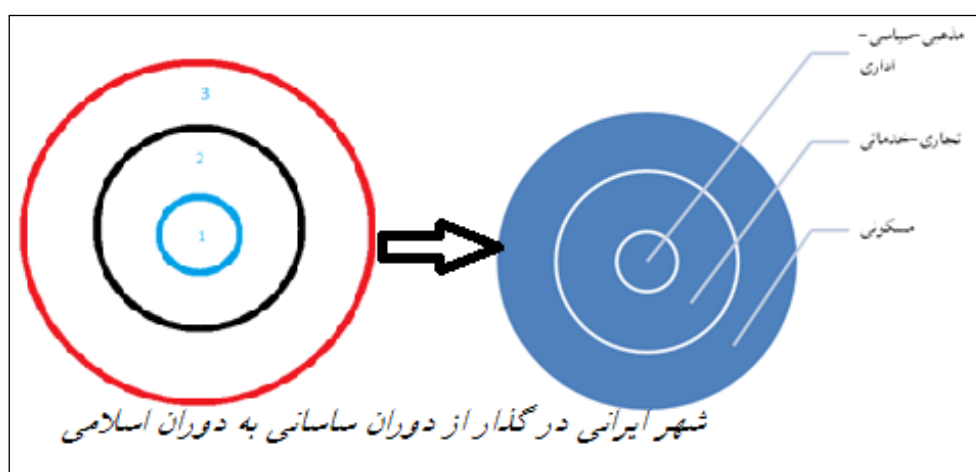 3
2
1
مذهبی-سیاسی-
اداری
تجاری-خدماتی
مسکونی
شهر ایرانی در گذار از دوران ساسانی به دوران اسلامی